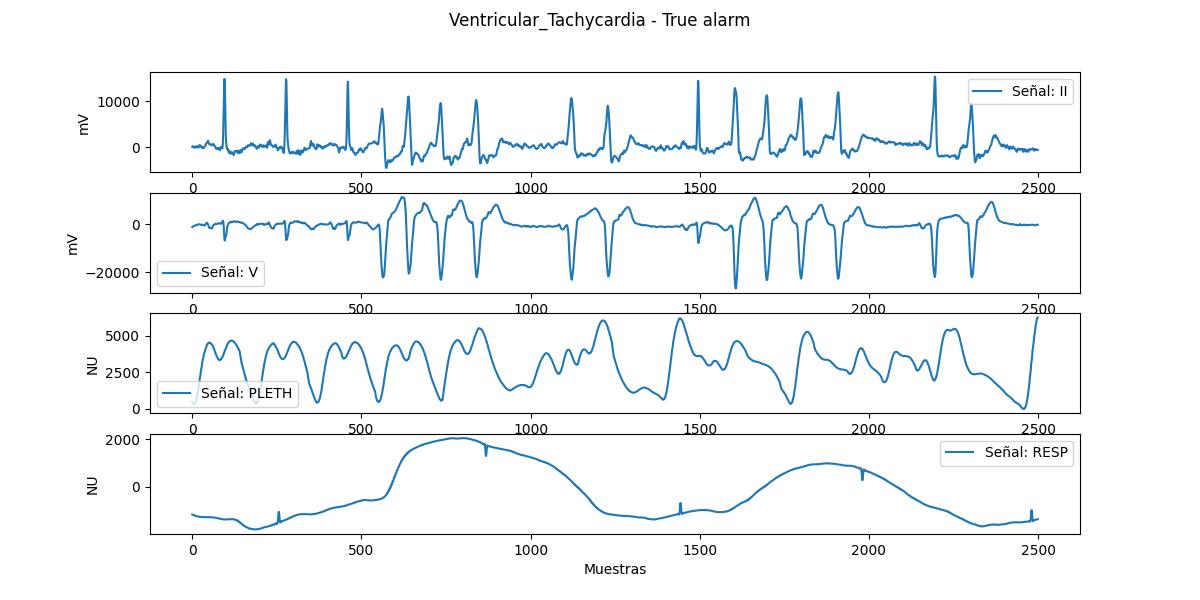 Ventricular_Tachycardia - True alarm
10000
0
mV
Señal: II
0 500 1000 1500 2000 2500
0
−20000
mV
Señal: V
0 500 1000 1500 2000 2500
5000
2500
0
NU
Señal: PLETH
0 500 1000 1500 2000 2500
2000
0
NU
Señal: RESP
0 500 1000 1500 2000 2500
Muestras